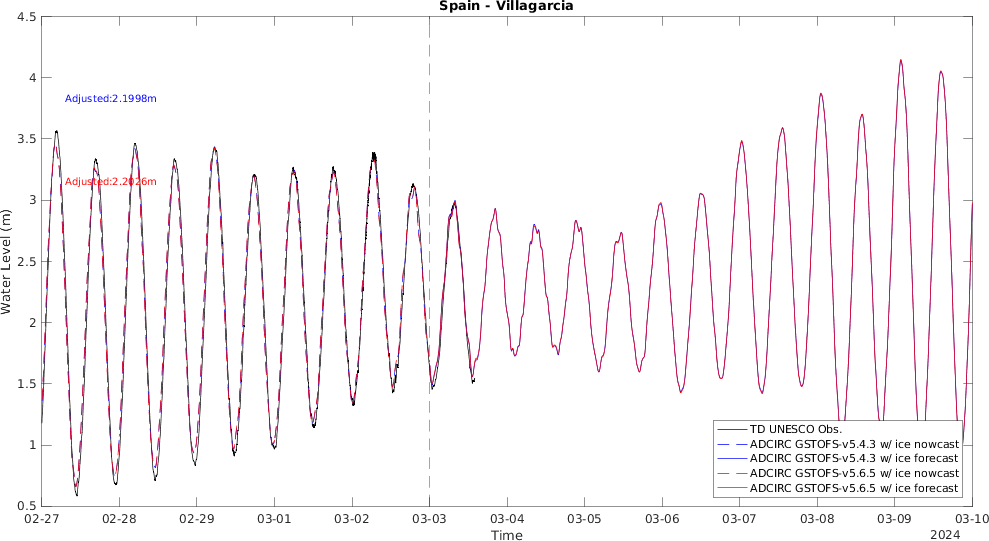 Spain - Villagarcia
4.5
4
3.5
3
2.5
2
1.5
1
0.5
Water Level (m)
Adjusted:2.1998m
Adjusted:2.2026m
TD UNESCO Obs.
ADCIRC GSTOFS-v5.4.3 w/ ice nowcast
ADCIRC GSTOFS-v5.4.3 w/ ice forecast
ADCIRC GSTOFS-v5.6.5 w/ ice nowcast
ADCIRC GSTOFS-v5.6.5 w/ ice forecast
02-27 02-28 02-29 03-01 03-02 03-03 03-04 03-05 03-06 03-07 03-08 03-09 03-10
Time
2024